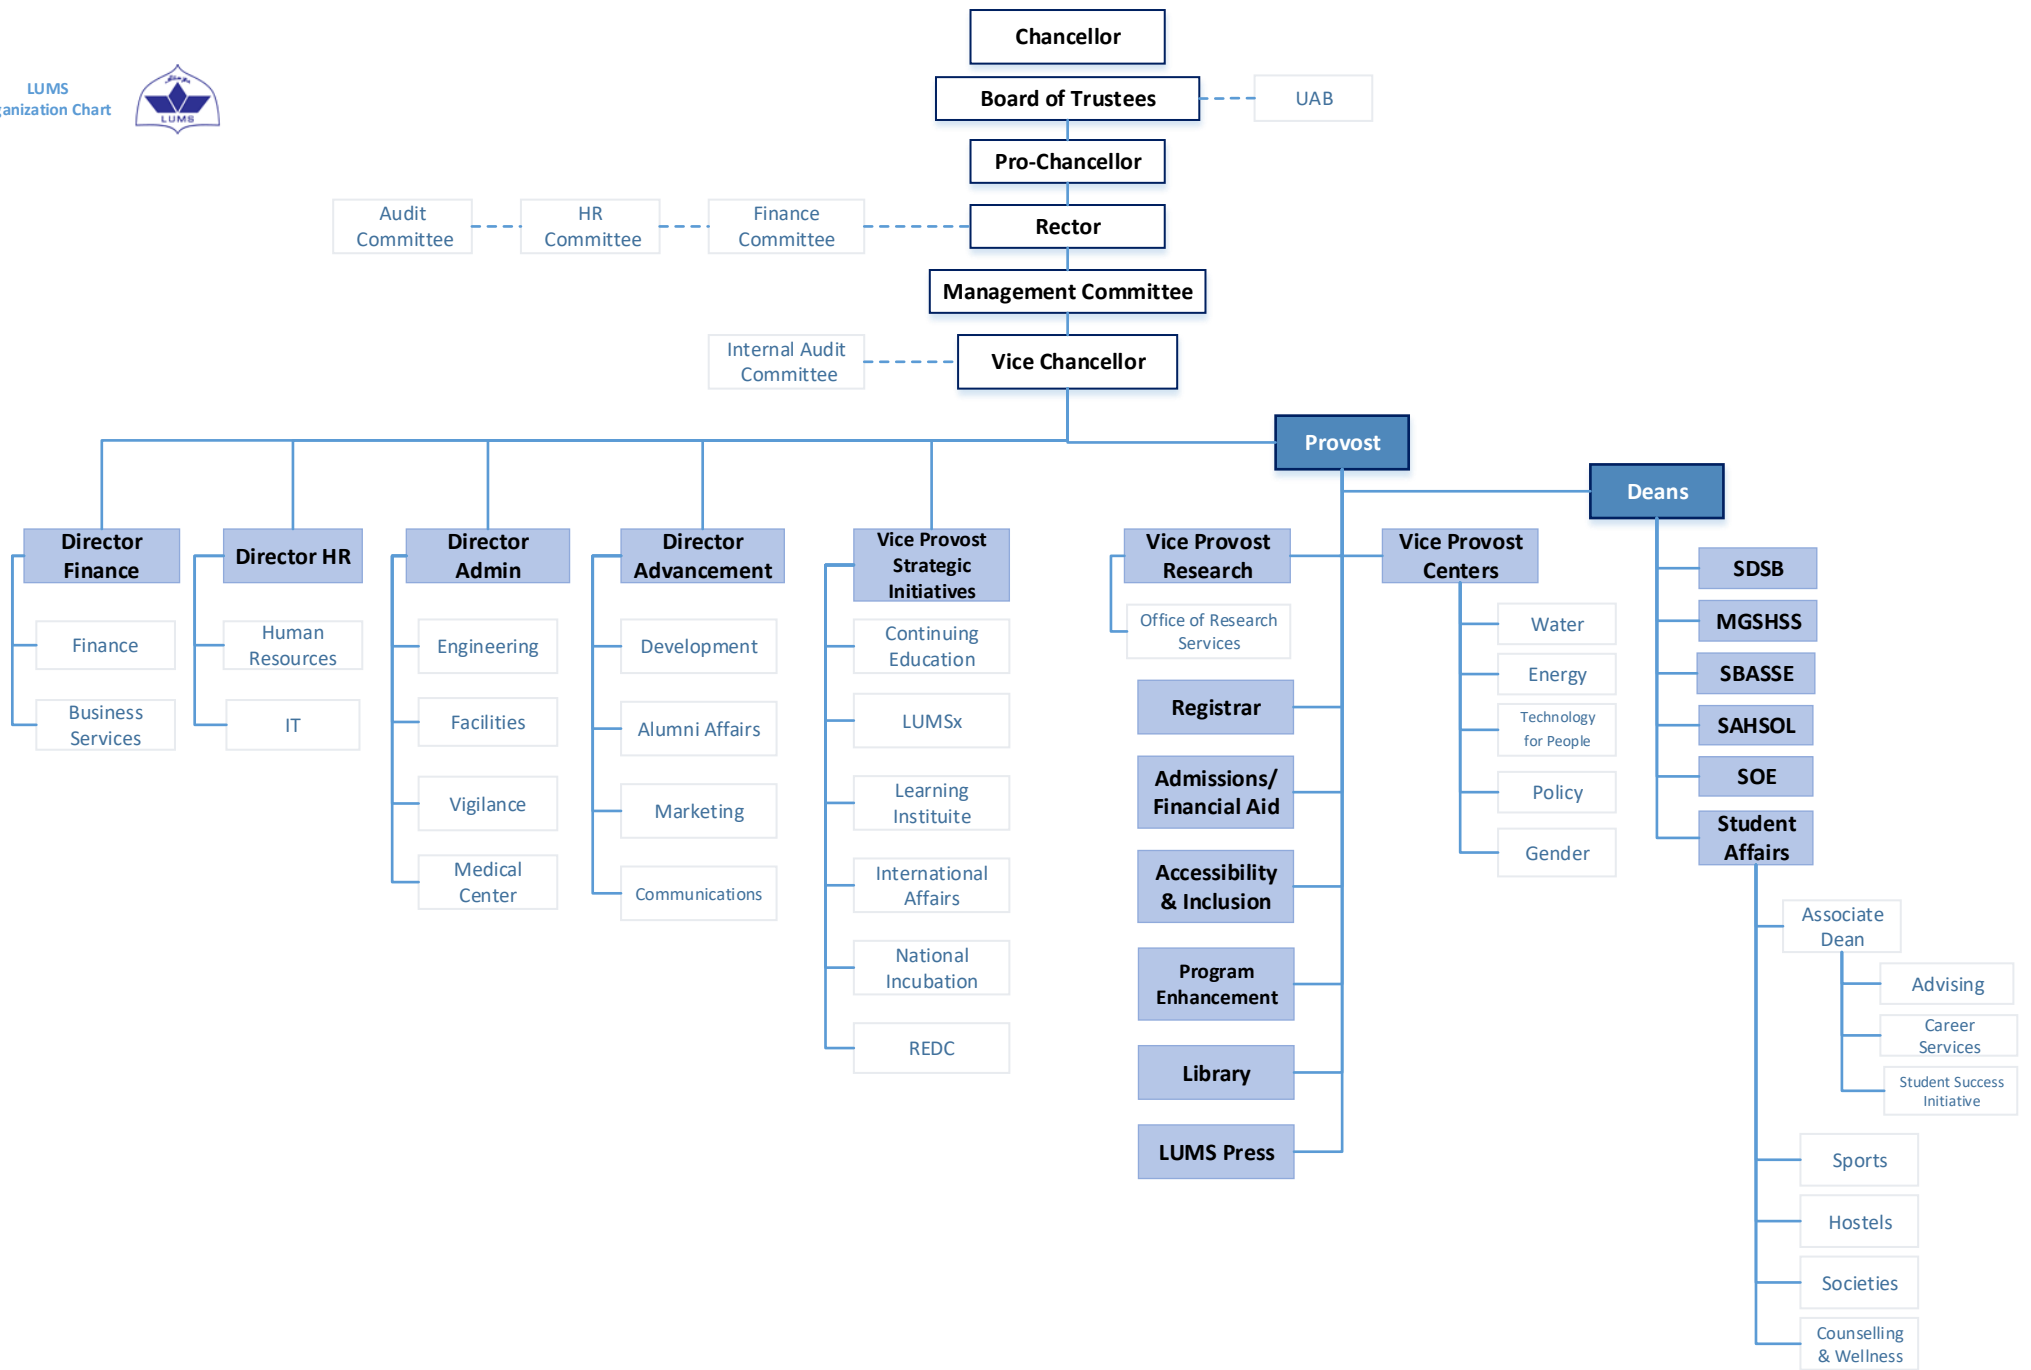 Chancellor
LUMS
ganization Chart
LUMS
Board of Trustees
UAB
Pro-Chancellor
Audit
Committee
HR
Committee
Finance
Committee
Rector
Management Committee
Internal Audit
Committee
Vice Chancellor
Provost
Deans
Director
Finance
Finance
Business
Services
Director HR
Human
Resources
IT
Director
Admin
Engineering
Facilities
Vigilance
Medical
Center
Director
Advancement
Development
Alumni Affairs
Marketing
Communications
Vice Provost
Strategic
Initiatives
Continuing
Education
LUMSx
Learning
Instituite
International
Affairs
National
Incubation
REDC
Vice Provost
Research
Office of Research
Services
Registrar
Admissions/
Financial Aid
Accessibility
& Inclusion
Program
Enhancement
Library
LUMS Press
Vice Provost
Centers
Water
Energy
Technology
for People
Policy
Gender
SDSB
MGSHSS
SBASSE
SAHSOL
SOE
Student
Affairs
Associate
Dean
Advising
Career
Services
Student Success
Initiative
Sports
Hostels
Societies
Counselling
& Wellness